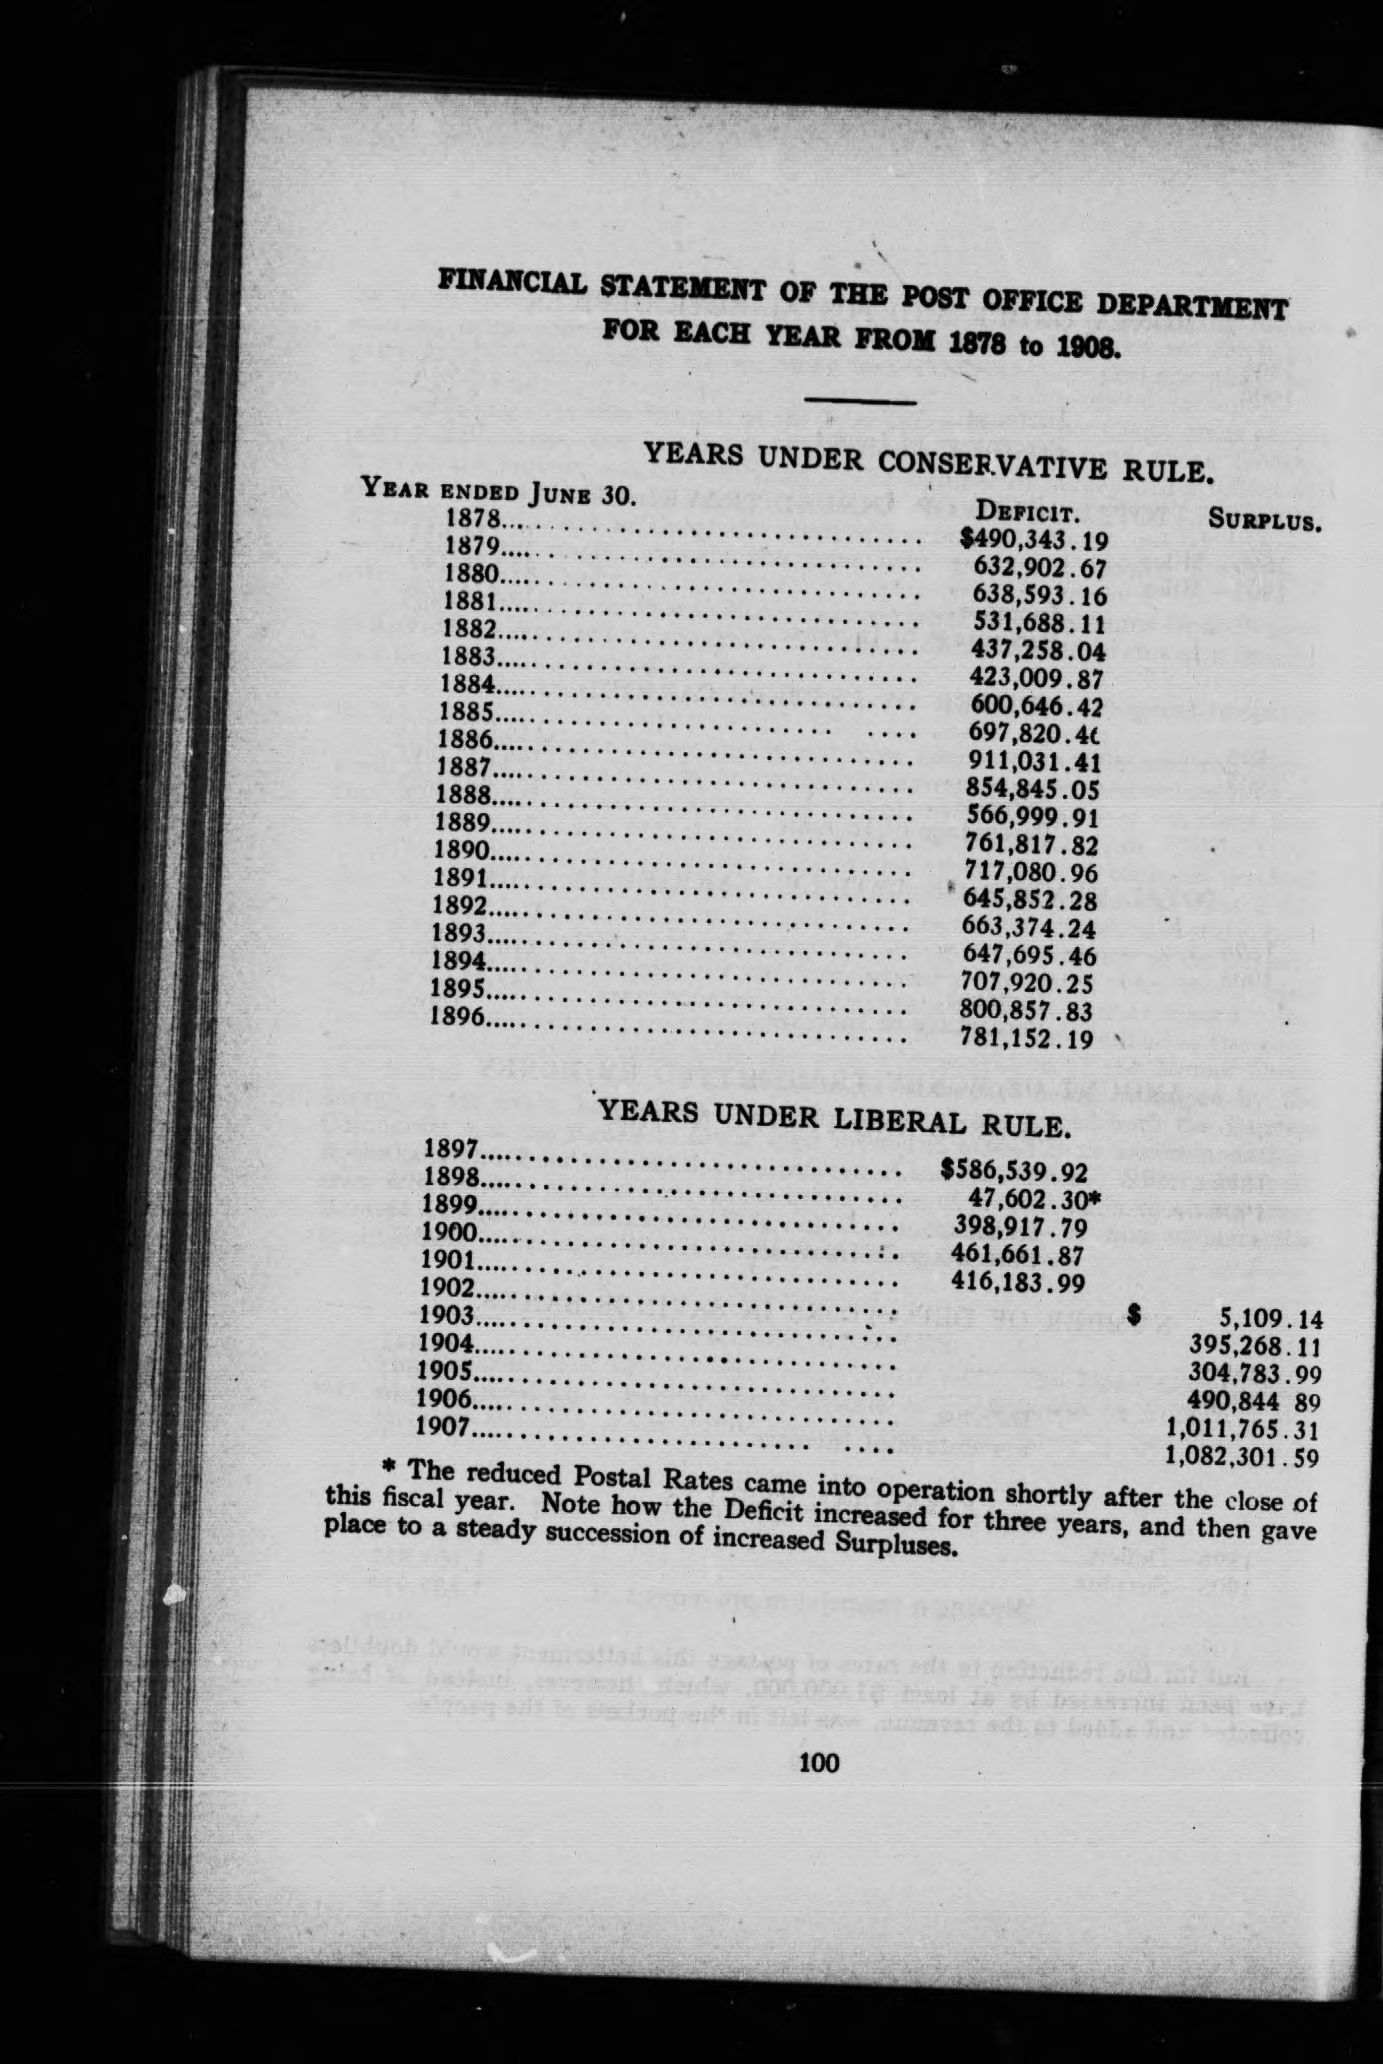 FINANCIAL STATEMENT OF THE POST OFFICE DEPARTMENT
FOR EACH YEAR FROM 1878 to 1908.
YEARS UNDER CONSERVATIVE RULE.
YEAR ENDED JUNE 30. DEFICIT. SURPLUS.
1878 $490,343.19
1879 632,902.67
1880 638,593.16
1881 531,688.11
1882 437,258.04
1883 423,009.87
1884 600,646.42
1885 697,820.46
1886 911,031.41
1887 854,845.05
1888 566,999.91
1889 761,817.82
1890 717,080.96
1891 645,852.28
1892 663,374.24
1893 647,695.46
1894 707,920.25
1895 800,857.83
1896 781,152.19
YEARS UNDER LIBERAL RULE.
1897 $586,539.92
1898 47,602.30*
1899 398,917.79
1900 461,661.87
1901 416,183.99
1902 $ 5,109.14
1903 395,268.11
1904 304,783.99
1905 490,844 89
1906 1,011,765.31
1907 1,082,301.59
* The reduced Postal Rates came into operation shortly after the close of
this fiscal year. Note how the Deficit increased for three years, and then gave
place to a steady succession of increased Surpluses.
100